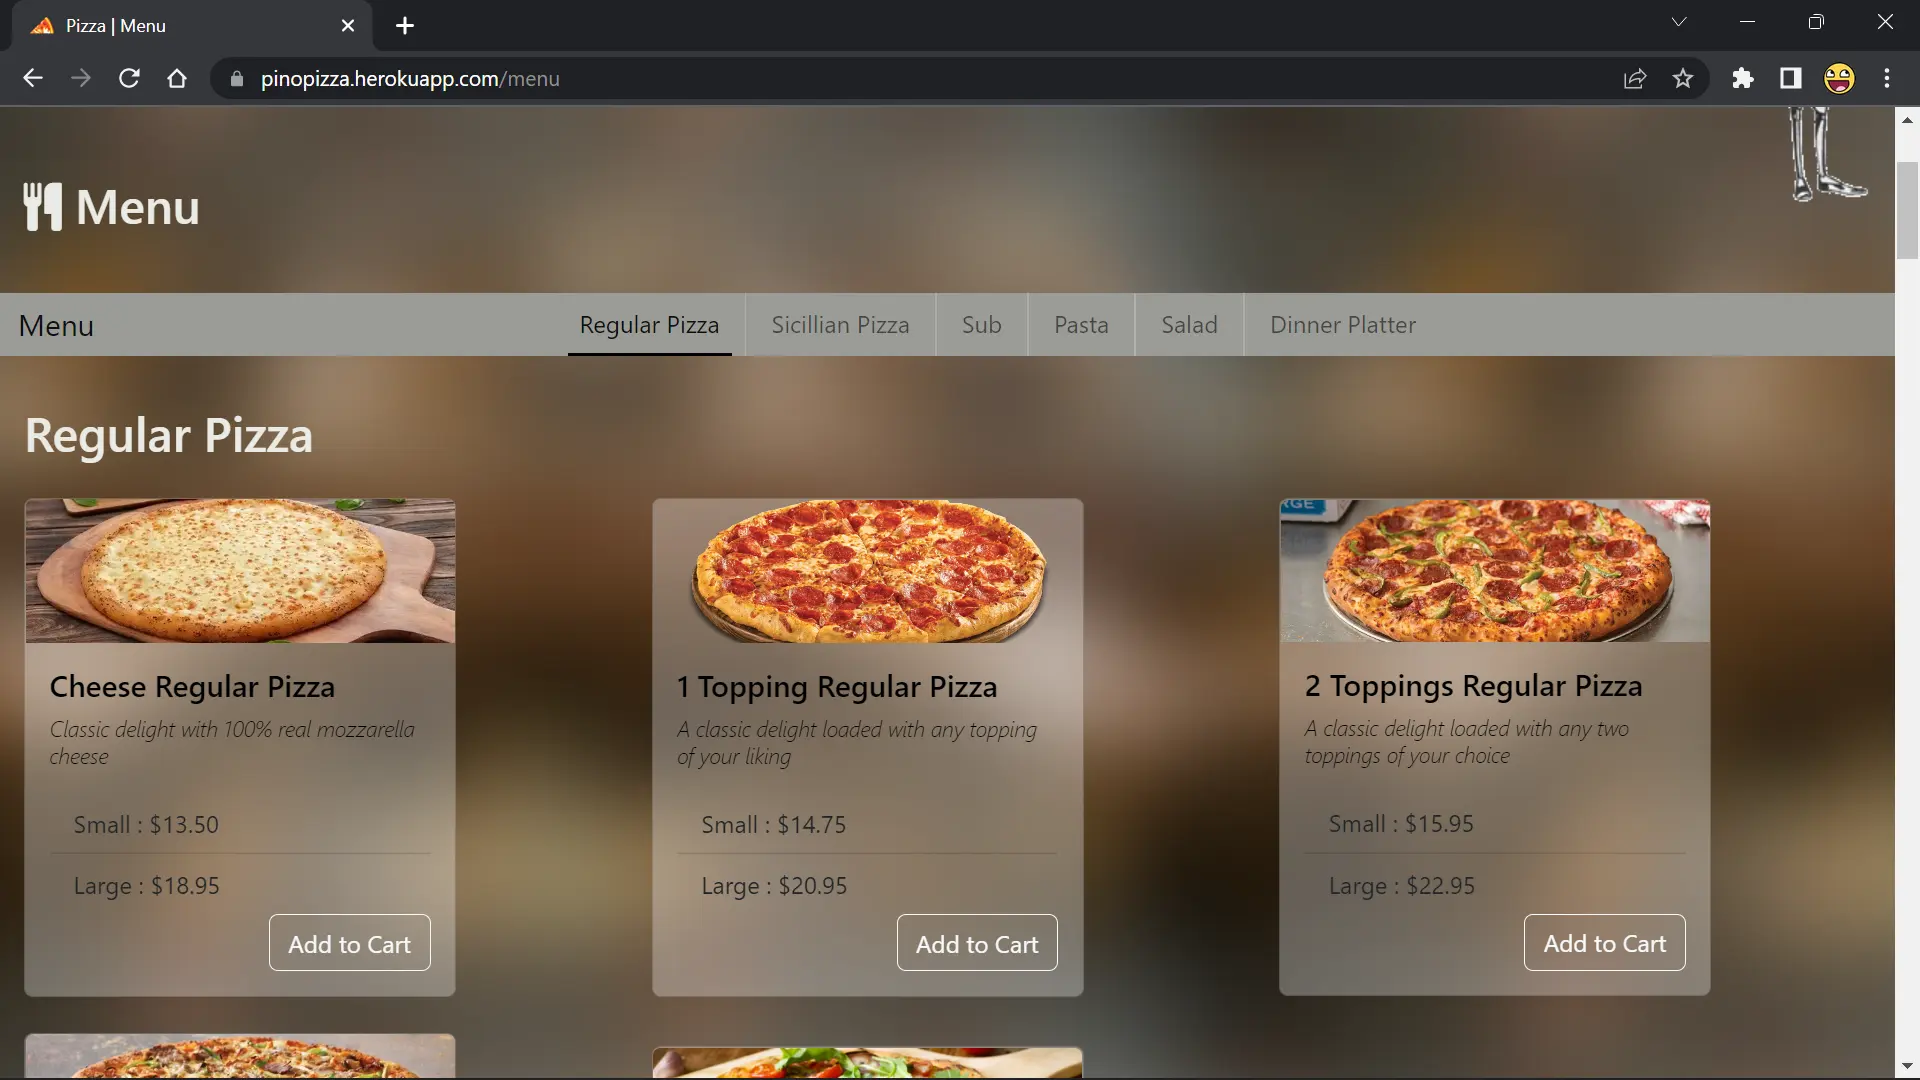 Pizza | Menu
pinopizza.herokuapp.com/menu
Menu
Menu
Regular Pizza
Sicillian Pizza
Sub
Pasta
Salad
Dinner Platter
Regular Pizza
Cheese Regular Pizza
Classic delight with 100% real mozzarella
cheese
Small : $13.50
Large : $18.95
Add to Cart
1 Topping Regular Pizza
A classic delight loaded with any topping
of your liking
Small : $14.75
Large : $20.95
Add to Cart
RGE
2 Toppings Regular Pizza
A classic delight loaded with any two
toppings of your choice
Small : $15.95
Large : $22.95
Add to Cart